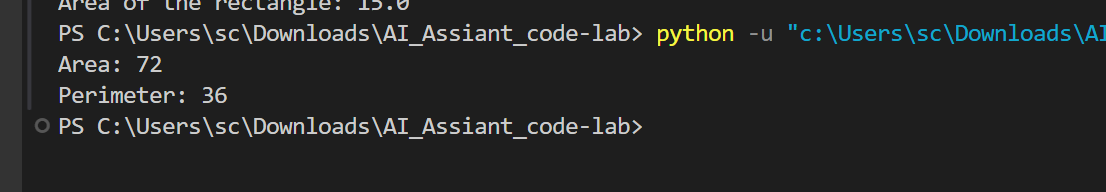 Area of the rectangle: 15.0
PS C:\Users\sc\Downloads\AI_Assiant_code-lab> python -u "c:\Users\sc\Downloads\AI
Area: 72
Perimeter: 36
PS C:\Users\sc\Downloads\AI_Assiant_code-lab>